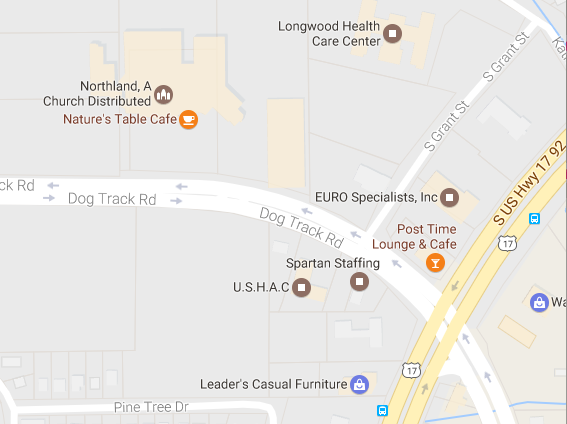 Longwood Health
Care Center
S Grant St
Northland, A
Church Distributed
Nature's Table Cafe
S Grant St
S US Hwy 17 92
ck Rd
Dog Track Rd
EURO Specialists, Inc
Dog Track Rd
Post Time
Lounge & Cafe
17
Spartan Staffing
U.S.H.A.C
Wa
17
Leader's Casual Furniture
Pine Tree Dr